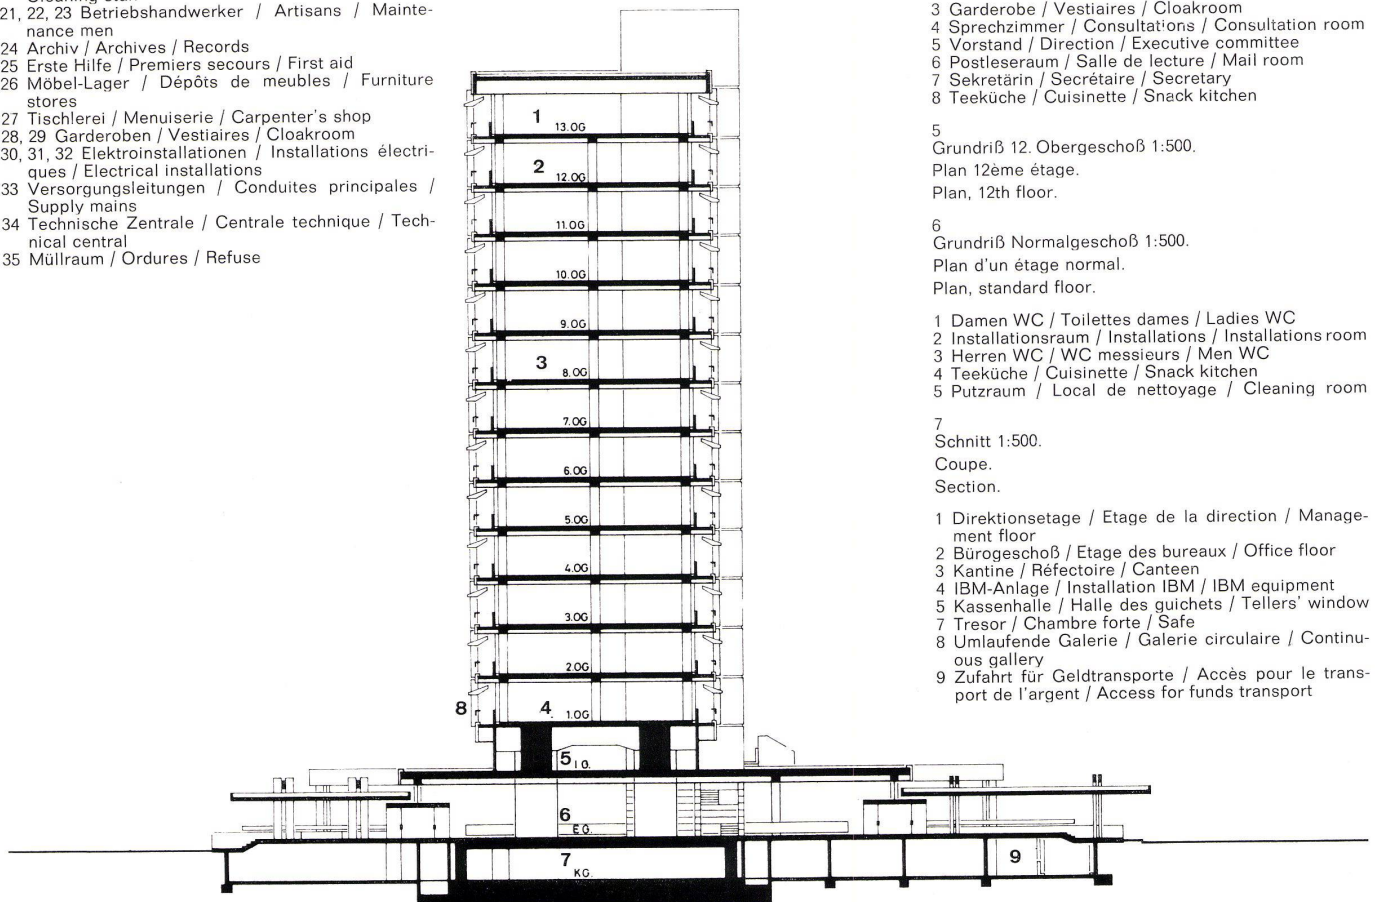 21, 22, 23 Betriebshandwerker / Artisans / Mainte-
nance men
24 Archiv / Archives / Records
25 Erste Hilfe / Premiers secours / First aid
26 Möbel-Lager / Dépôts de meubles / Furniture
stores
27 Tischlerei / Menuiserie / Carpenter's shop
28, 29 Garderoben / Vestiaires / Cloakroom
30, 31, 32 Elektroinstallationen / Installations électri-
ques / Electrical installations
33 Versorgungsleitungen / Conduites principales /
Supply mains
34 Technische Zentrale / Centrale technique / Tech-
nical central
35 Müllraum / Ordures / Refuse
1
13.OG
2
12.OG
11.OG
10.OG
9.OG
3
8.OG
7.OG
6.OG
5.OG
4.OG
3.OG
2.OG
8
4
1.OG
5
I G.
6
E G.
7
KG.
9
3 Garderobe / Vestiaires / Cloakroom
4 Sprechzimmer / Consultations / Consultation room
5 Vorstand / Direction / Executive committee
6 Postleseraum / Salle de lecture / Mail room
7 Sekretärin / Secrétaire / Secretary
8 Teeküche / Cuisinette / Snack kitchen
5
Grundriß 12. Obergeschoß 1:500.
Plan 12ème étage.
Plan, 12th floor.
6
Grundriß Normalgeschoß 1:500.
Plan d'un étage normal.
Plan, standard floor.
1 Damen WC / Toilettes dames / Ladies WC
2 Installationsraum / Installations / Installations room
3 Herren WC / WC messieurs / Men WC
4 Teeküche / Cuisinette / Snack kitchen
5 Putzraum / Local de nettoyage / Cleaning room
7
Schnitt 1:500.
Coupe.
Section.
1 Direktionsetage / Etage de la direction / Manage-
ment floor
2 Bürogeschoß / Etage des bureaux / Office floor
3 Kantine / Réfectoire / Canteen
4 IBM-Anlage / Installation IBM / IBM equipment
5 Kassenhalle / Halle des guichets / Tellers' window
7 Tresor / Chambre forte / Safe
8 Umlaufende Galerie / Galerie circulaire / Continu-
ous gallery
9 Zufahrt für Geldtransporte / Accès pour le trans-
port de l'argent / Access for funds transport